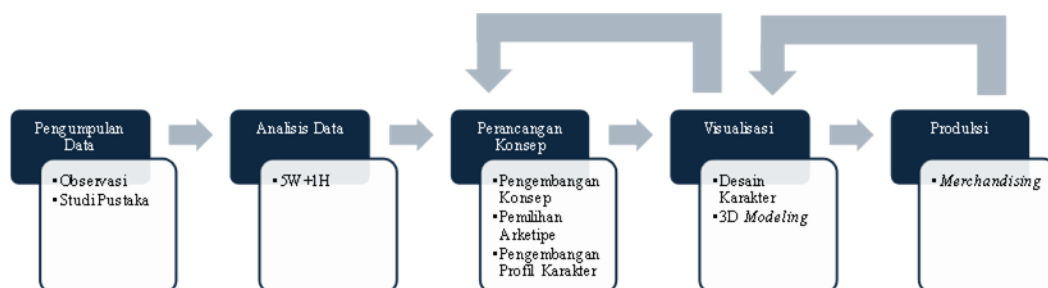 Pengumpulan
Data
▪Observasi
▪Studi Pustaka
Analisis Data
▪5W+1H
Perancangan
Konsep
▪Pengembangan
Konsep
▪Pemilihan
Arketipe
▪Pengembangan
Profil Karakter
Visualisasi
▪Desain
Karakter
▪3D Modeling
Produksi
▪Merchandising